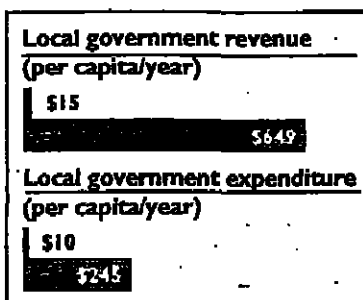 Local government revenue
(per capita/year)
$15
$649
Local government expenditure
(per capita/year)
$10
$245